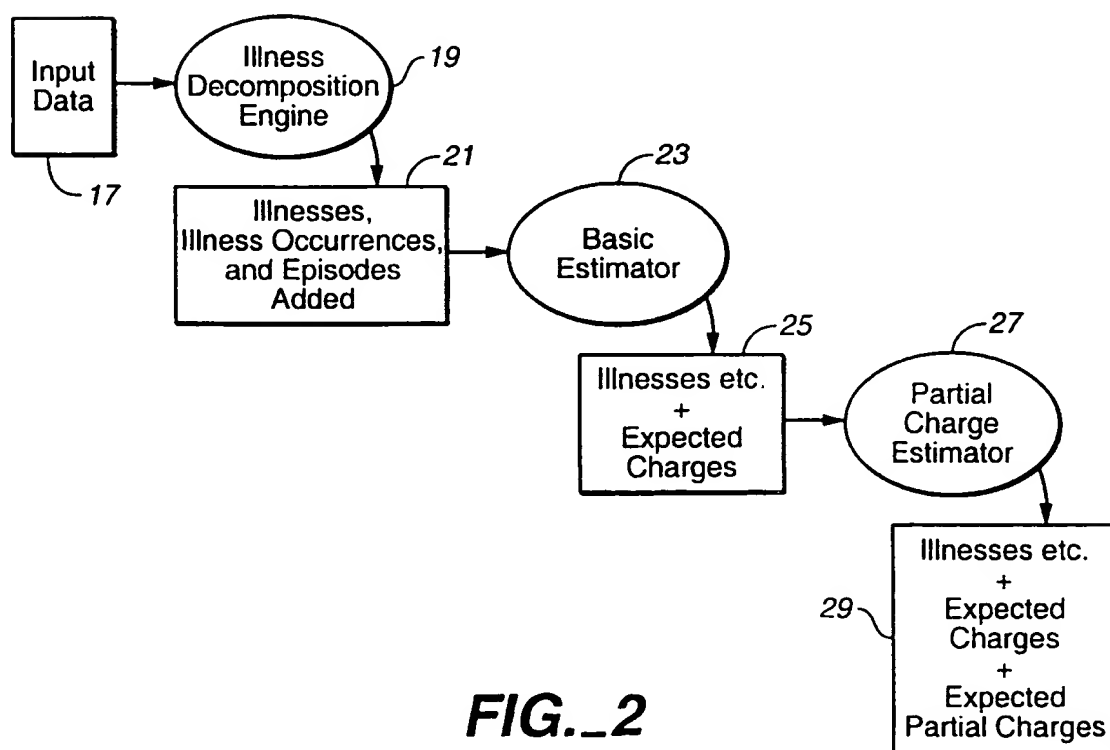 Input
Data
17
Illness
Decomposition
Engine
19
21
Illnesses,
Illness Occurrences,
and Episodes
Added
23
Basic
Estimator
25
Illnesses etc.
+
Expected
Charges
27
Partial
Charge
Estimator
29
Illnesses etc.
+
Expected
Charges
+
Expected
Partial Charges
FIG._2